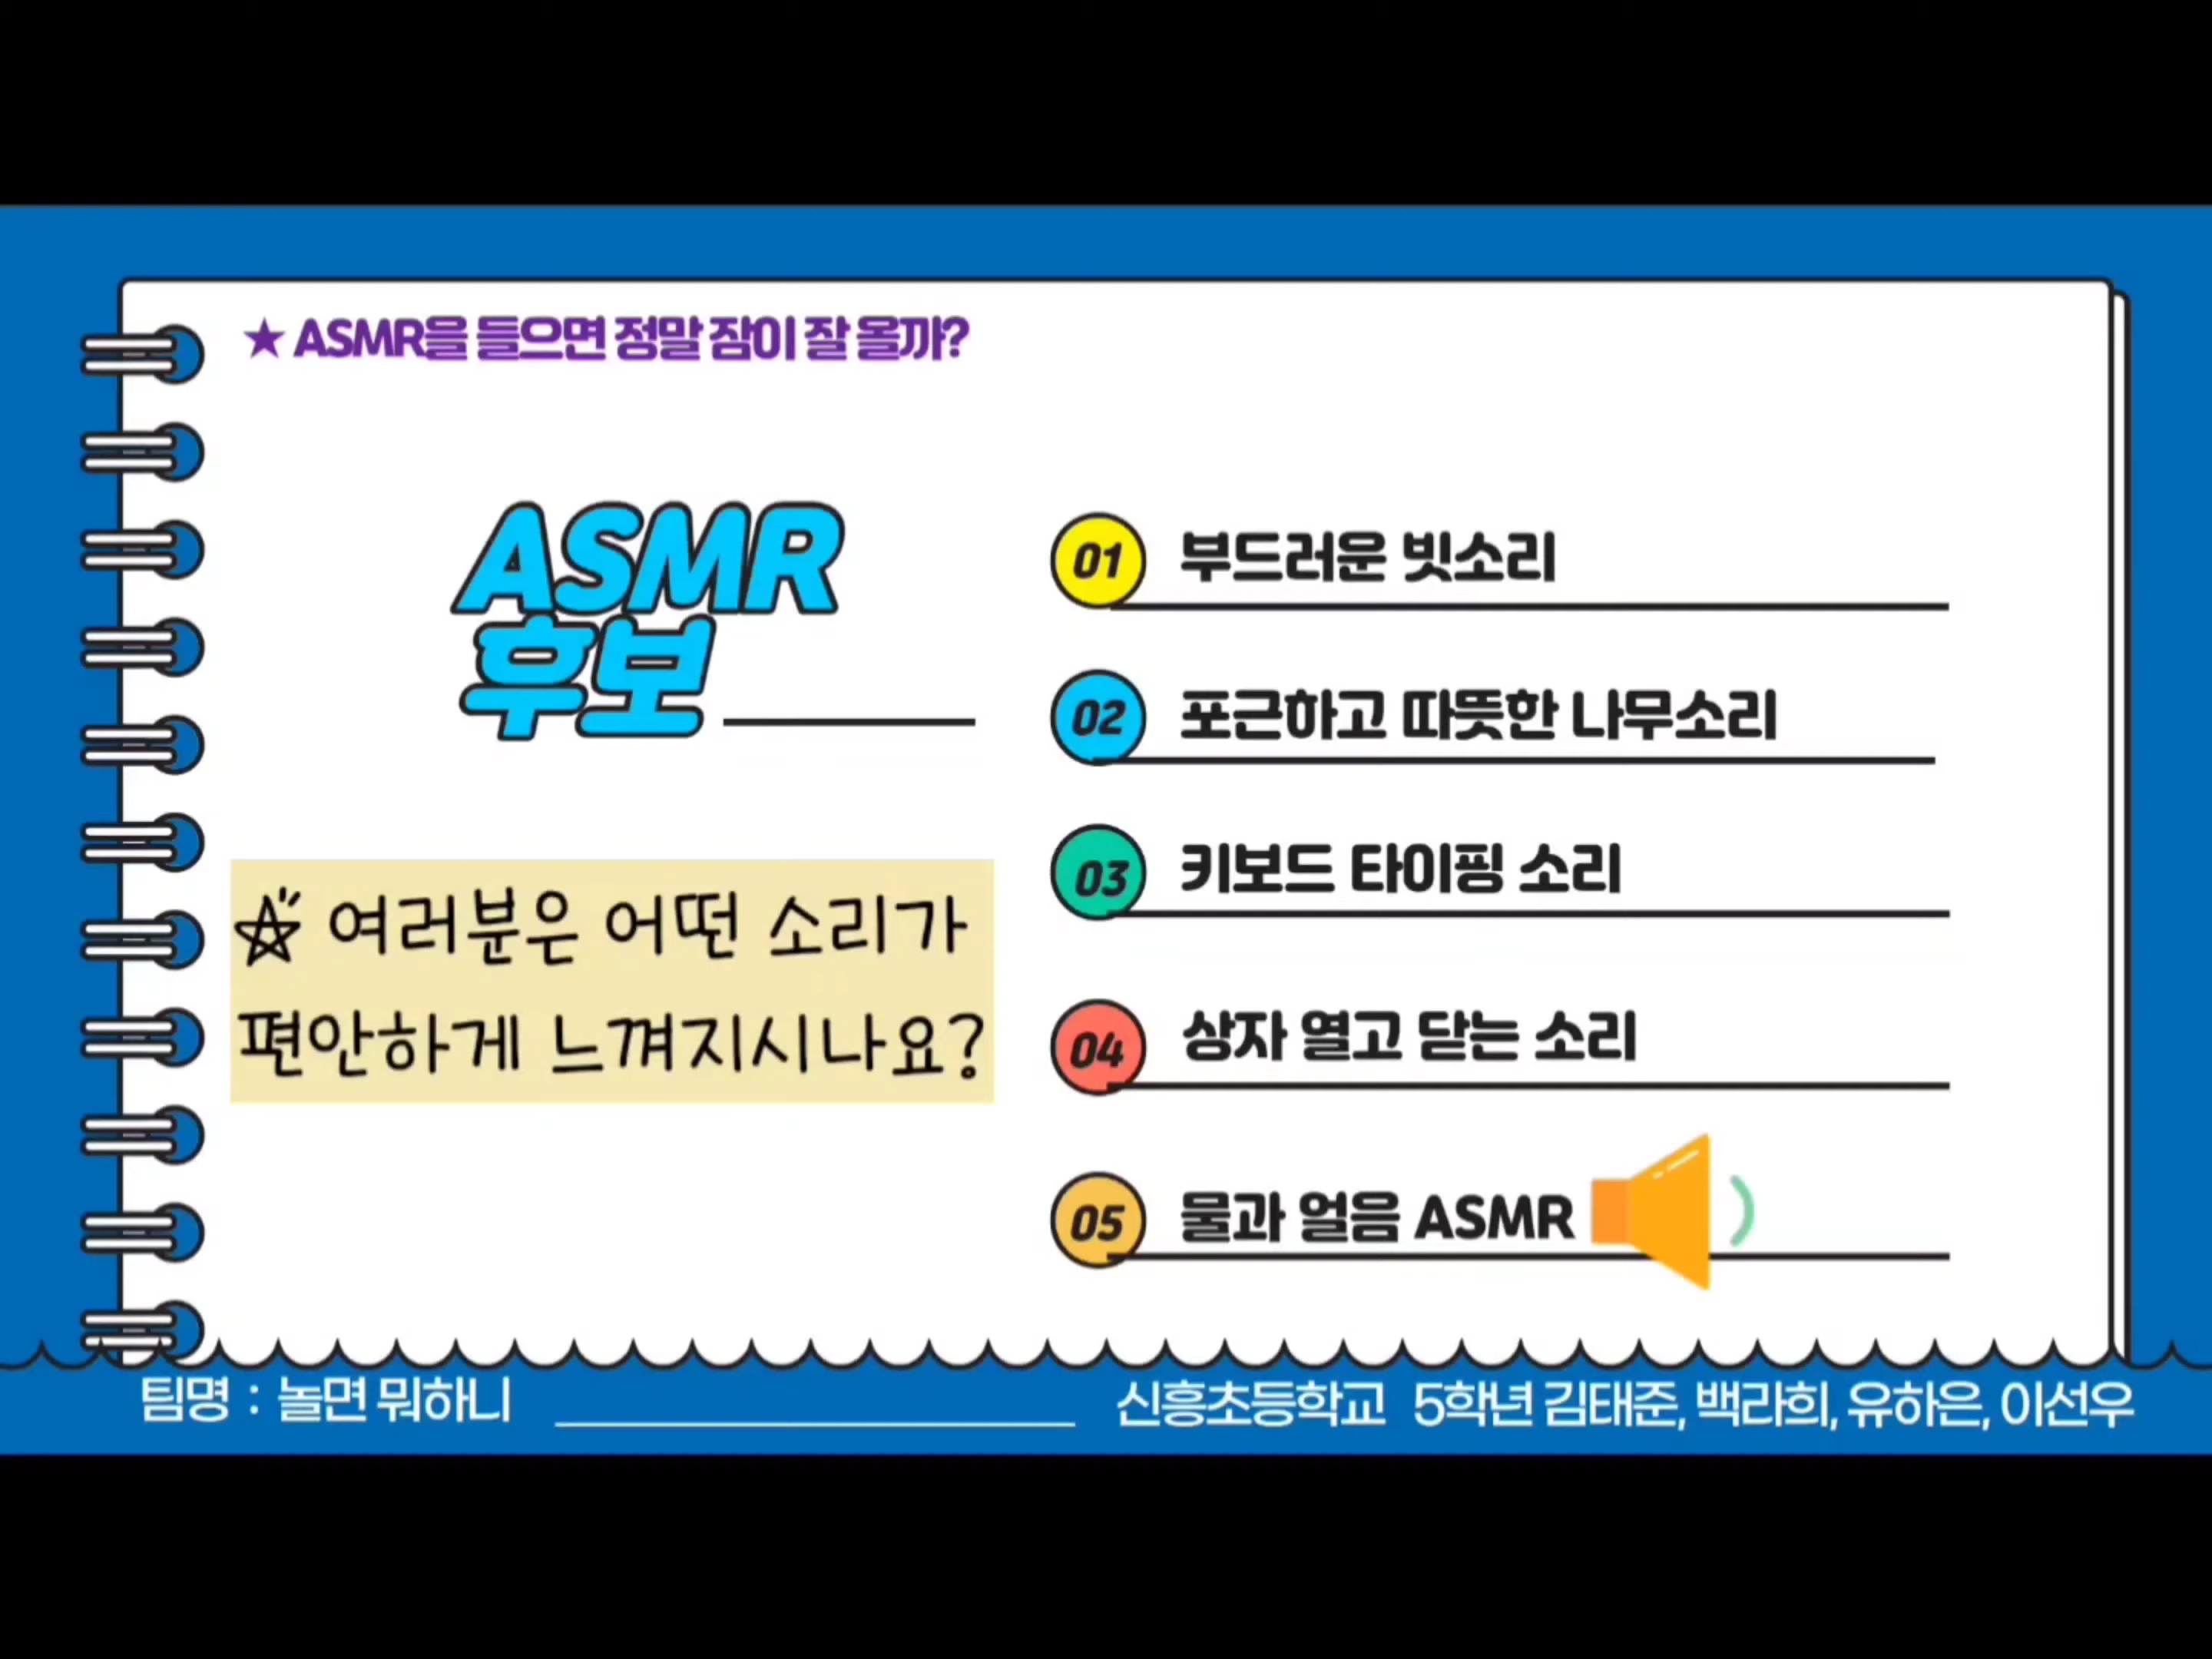 ★ ASMR을 들으면 정말 잠이 잘 올까?
ASMR
후보
여러분은 어떤 소리가
편안하게 느껴지시나요?
01 부드러운 빗소리
02 포근하고 따뜻한 나무소리
03 키보드 타이핑 소리
04 상자 열고 닫는 소리
05 물과 얼음 ASMR
팀명 : 놀면 뭐하니
신흥초등학교 5학년 김태준, 백라희, 유하은, 이선우